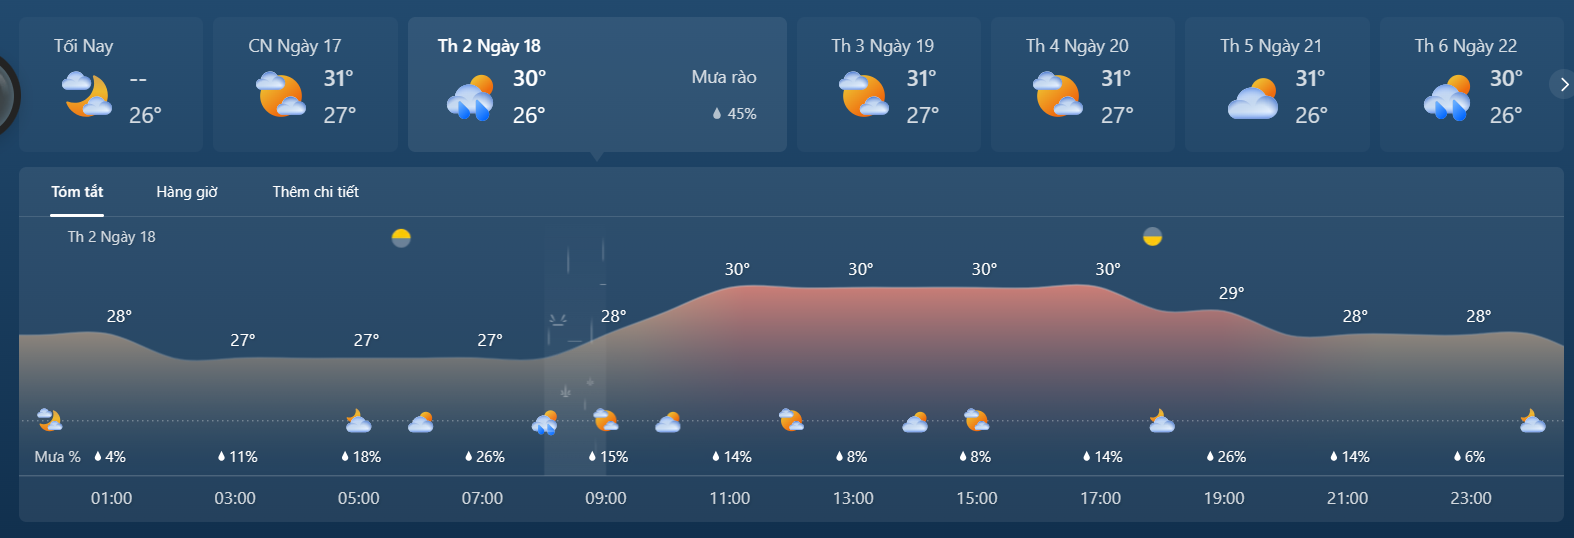 Tối Nay
--
26°
CN Ngày 17
31°
27°
Th 2 Ngày 18
30°
26°
Mưa rào
45%
Th 3 Ngày 19
31°
27°
Th 4 Ngày 20
31°
27°
Th 5 Ngày 21
31°
26°
Th 6 Ngày 22
30°
26°
Tóm tắt Hàng giờ Thêm chi tiết
Th 2 Ngày 18
28° 27° 27° 27° 28° 30° 30° 30° 30° 29° 28° 28°
Mưa % 4% 11% 18% 26% 15% 14% 8% 8% 14% 26% 14% 6%
01:00 03:00 05:00 07:00 09:00 11:00 13:00 15:00 17:00 19:00 21:00 23:00